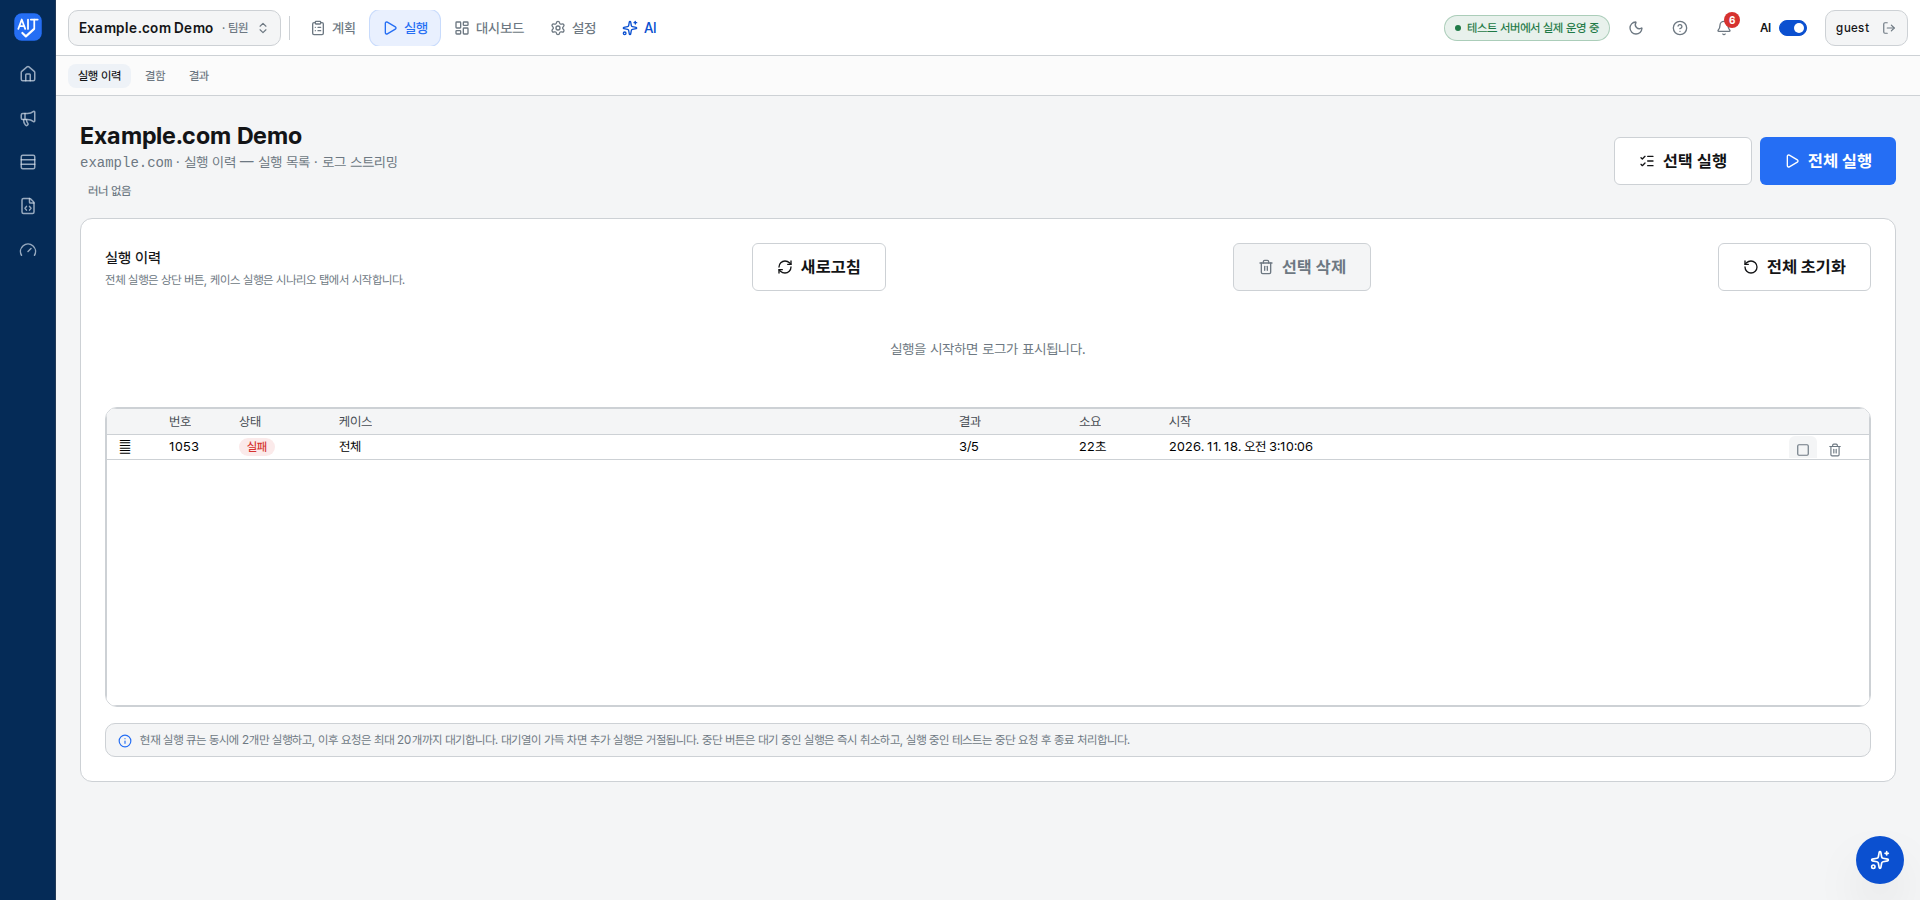 AIT
Example.com Demo · 팀원
계획
실행
대시보드
설정
AI
테스트 서버에서 실제 운영 중
6
AI
guest
실행 이력
결함
결과
Example.com Demo
example.com · 실행 이력 — 실행 목록 · 로그 스트리밍
러너 없음
선택 실행
전체 실행
실행 이력
전체 실행은 상단 버튼, 케이스 실행은 시나리오 탭에서 시작합니다.
새로고침
선택 삭제
전체 초기화
실행을 시작하면 로그가 표시됩니다.
번호 상태 케이스 결과 소요 시작
1053 실패 전체 3/5 22초 2026. 11. 18. 오전 3:10:06
현재 실행 큐는 동시에 2개만 실행하고, 이후 요청은 최대 20개까지 대기합니다. 대기열이 가득 차면 추가 실행은 거절됩니다. 중단 버튼은 대기 중인 실행은 즉시 취소하고, 실행 중인 테스트는 중단 요청 후 종료 처리합니다.